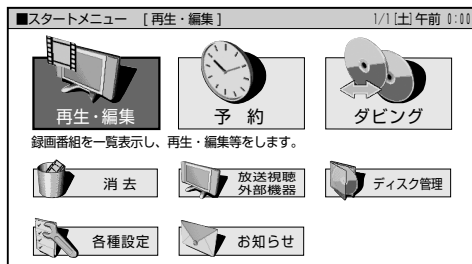 ■スタートメニュー [再生・編集] 1/1[土]午前 0:00
再生・編集
予 約
ダビング
録画番組を一覧表示し、再生・編集等をします。
消 去
放送視聴
外部機器
ディスク管理
各種設定
お知らせ